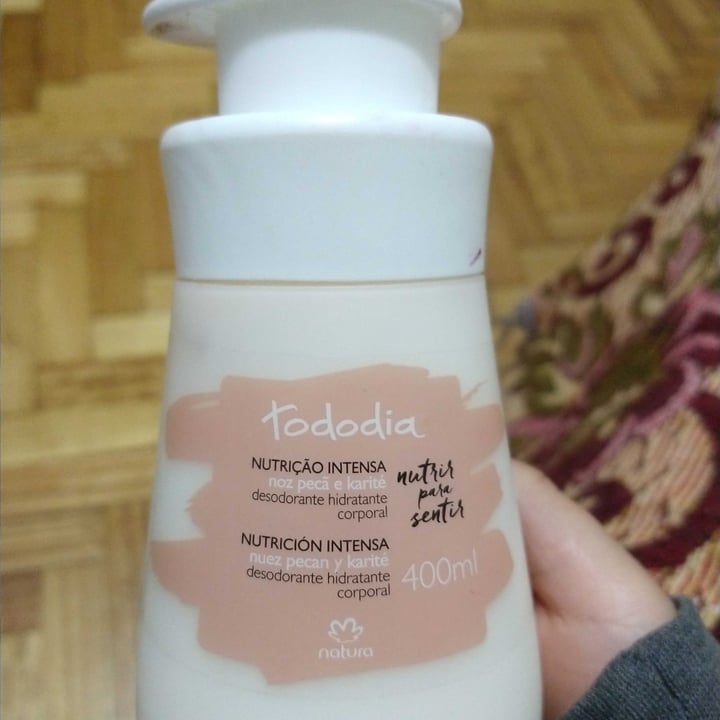 tododia
NUTRIÇÃO INTENSA
noz pecã e karité
desodorante hidratante
corporal
nutrir
para
sentir
NUTRICIÓN INTENSA
nuez pecan y karité
desodorante hidratante
corporal
400ml
natura